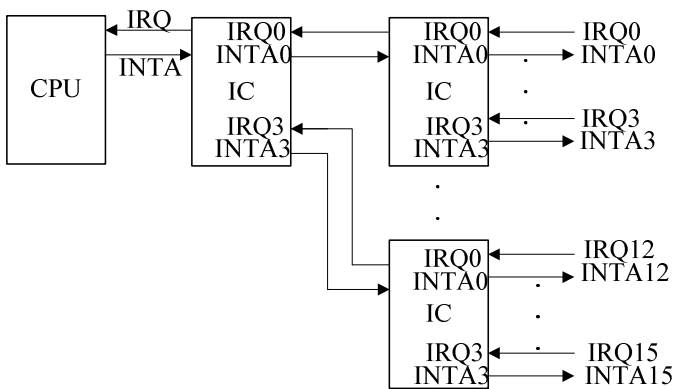 IRQ
INTA
CPU
IRQ0
INTA0
IC
IRQ3
INTA3
IRQ0
INTA0
IC
IRQ3
INTA3
IRQ0
INTA0
IRQ3
INTA3
IRQ0
INTA0
IC
IRQ3
INTA3
IRQ12
INTA12
IRQ15
INTA15